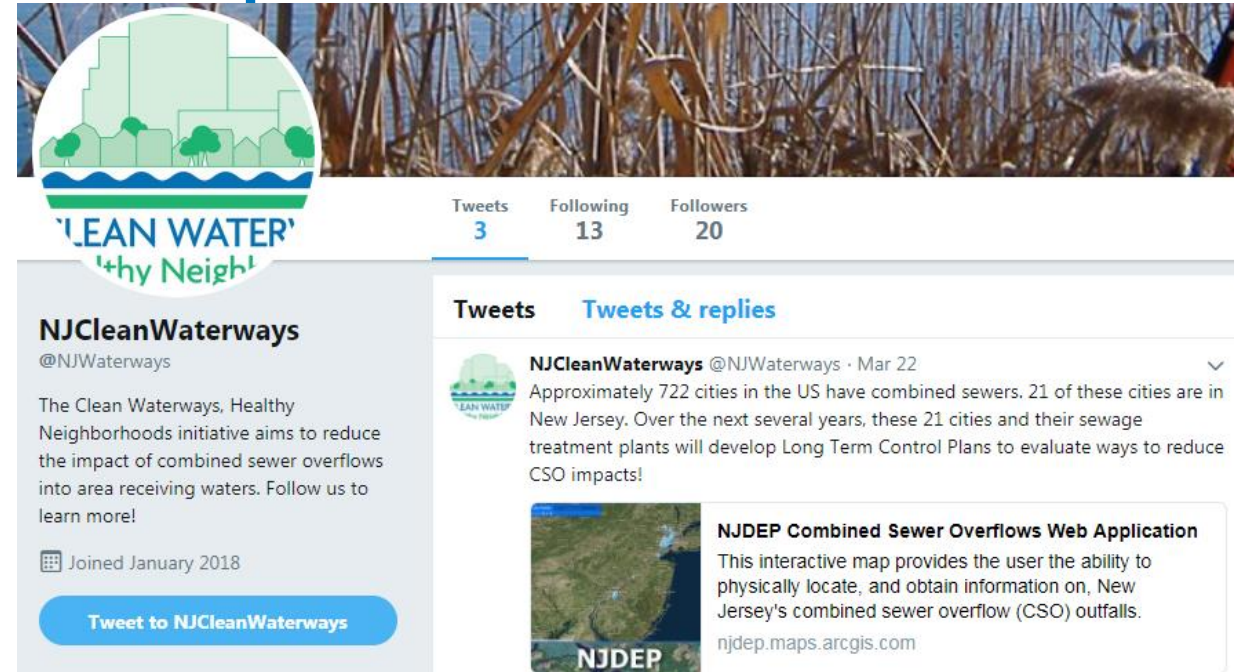 Tweets Following Followers
3 13 20
LEAN WATER
thy Neigh
NJCleanWaterways
@NJWaterways
The Clean Waterways, Healthy
Neighborhoods initiative aims to reduce
the impact of combined sewer overflows
into area receiving waters. Follow us to
learn more!
Joined January 2018
Tweet to NJCleanWaterways
Tweets Tweets & replies
NJCleanWaterways @NJWaterways · Mar 22
Approximately 722 cities in the US have combined sewers. 21 of these cities are in
New Jersey. Over the next several years, these 21 cities and their sewage
treatment plants will develop Long Term Control Plans to evaluate ways to reduce
CSO impacts!
NJDEP Combined Sewer Overflows Web Application
This interactive map provides the user the ability to
physically locate, and obtain information on, New
Jersey's combined sewer overflow (CSO) outfalls.
njdep.maps.arcgis.com
NJDEP